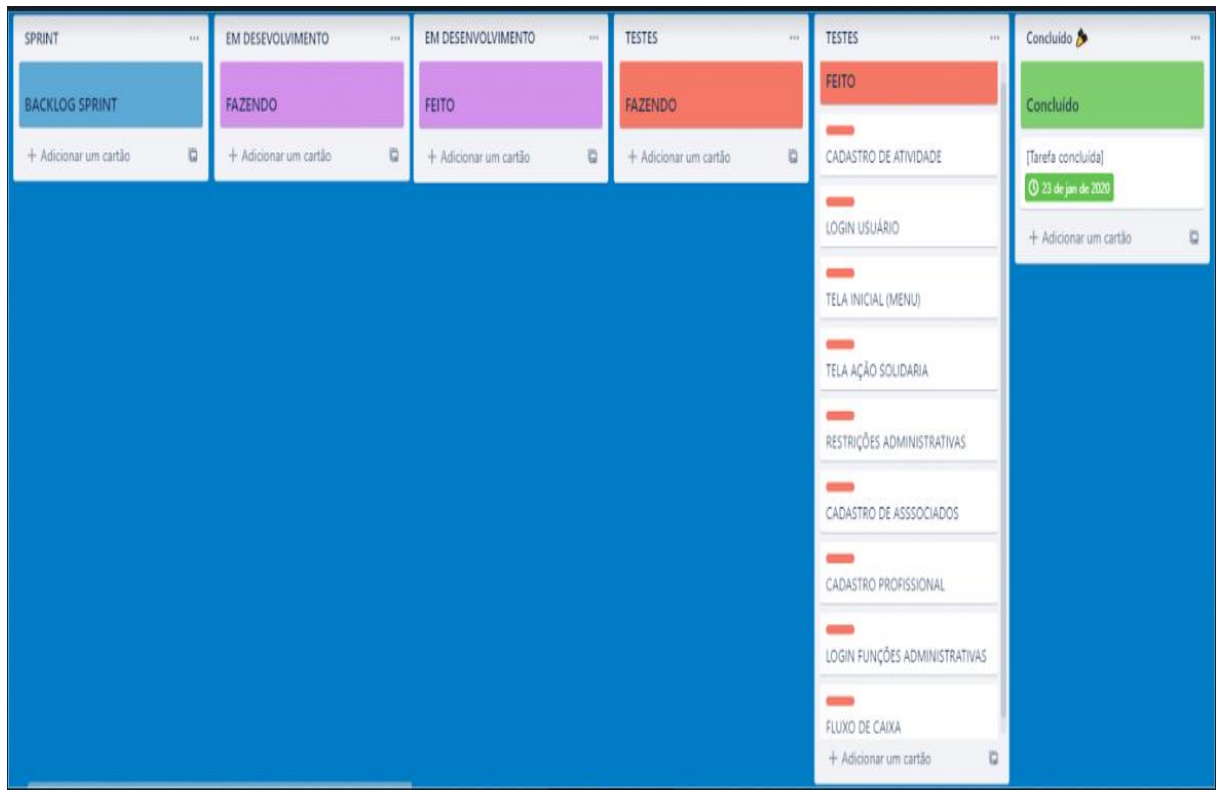 SPRINT
BACKLOG SPRINT
+ Adicionar um cartão
EM DESEVOLVIMENTO
FAZENDO
+ Adicionar um cartão
EM DESENVOLVIMENTO
FEITO
+ Adicionar um cartão
TESTES
FAZENDO
+ Adicionar um cartão
TESTES
FEITO
CADASTRO DE ATIVIDADE
LOGIN USUÁRIO
TELA INICIAL (MENU)
TELA AÇÃO SOLIDARIA
RESTRIÇÕES ADMINISTRATIVAS
CADASTRO DE ASSSOCIADOS
CADASTRO PROFISSIONAL
LOGIN FUNÇÕES ADMINISTRATIVAS
FLUXO DE CAIXA
+ Adicionar um cartão
Concluído
Concluído
[Tarefa concluída]
23 de jan de 2020
+ Adicionar um cartão